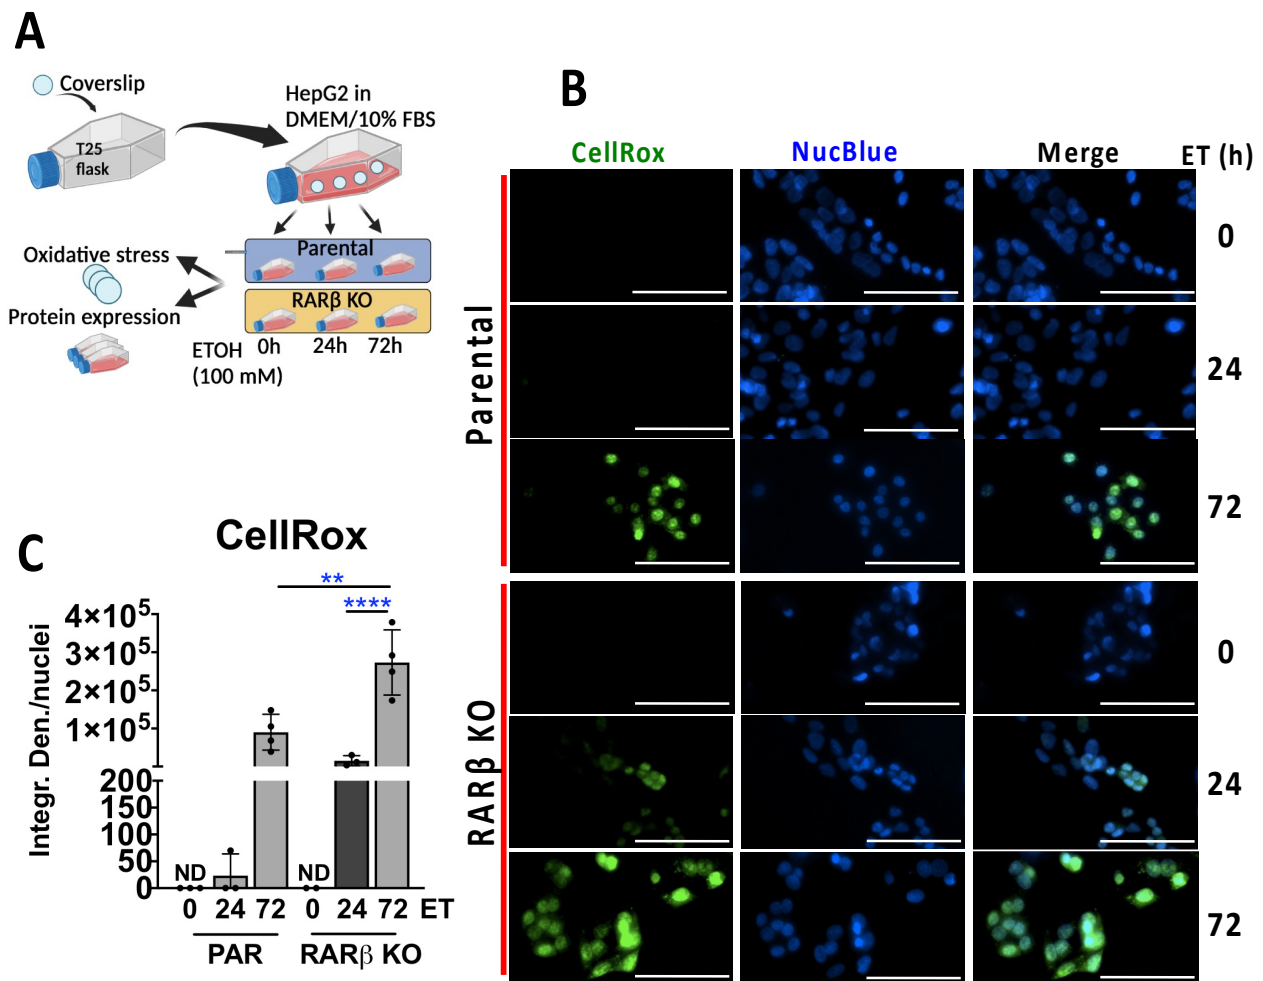 A
Coverslip
T25
flask
HepG2 in
DMEM/10% FBS
Parental
RARβ KO
Oxidative stress
Protein expression
ETOH
(100 mM)
0h 24h 72h
B
CellRox NucBlue Merge ET (h)
Parental
0
24
72
RARβ KO
0
24
72
C
CellRox
**
****
Integr. Den./nuclei
4×10⁵
3×10⁵
2×10⁵
1×10⁵
200
150
100
50
0
ND ND
0 24 72 0 24 72 ET
PAR RARβ KO